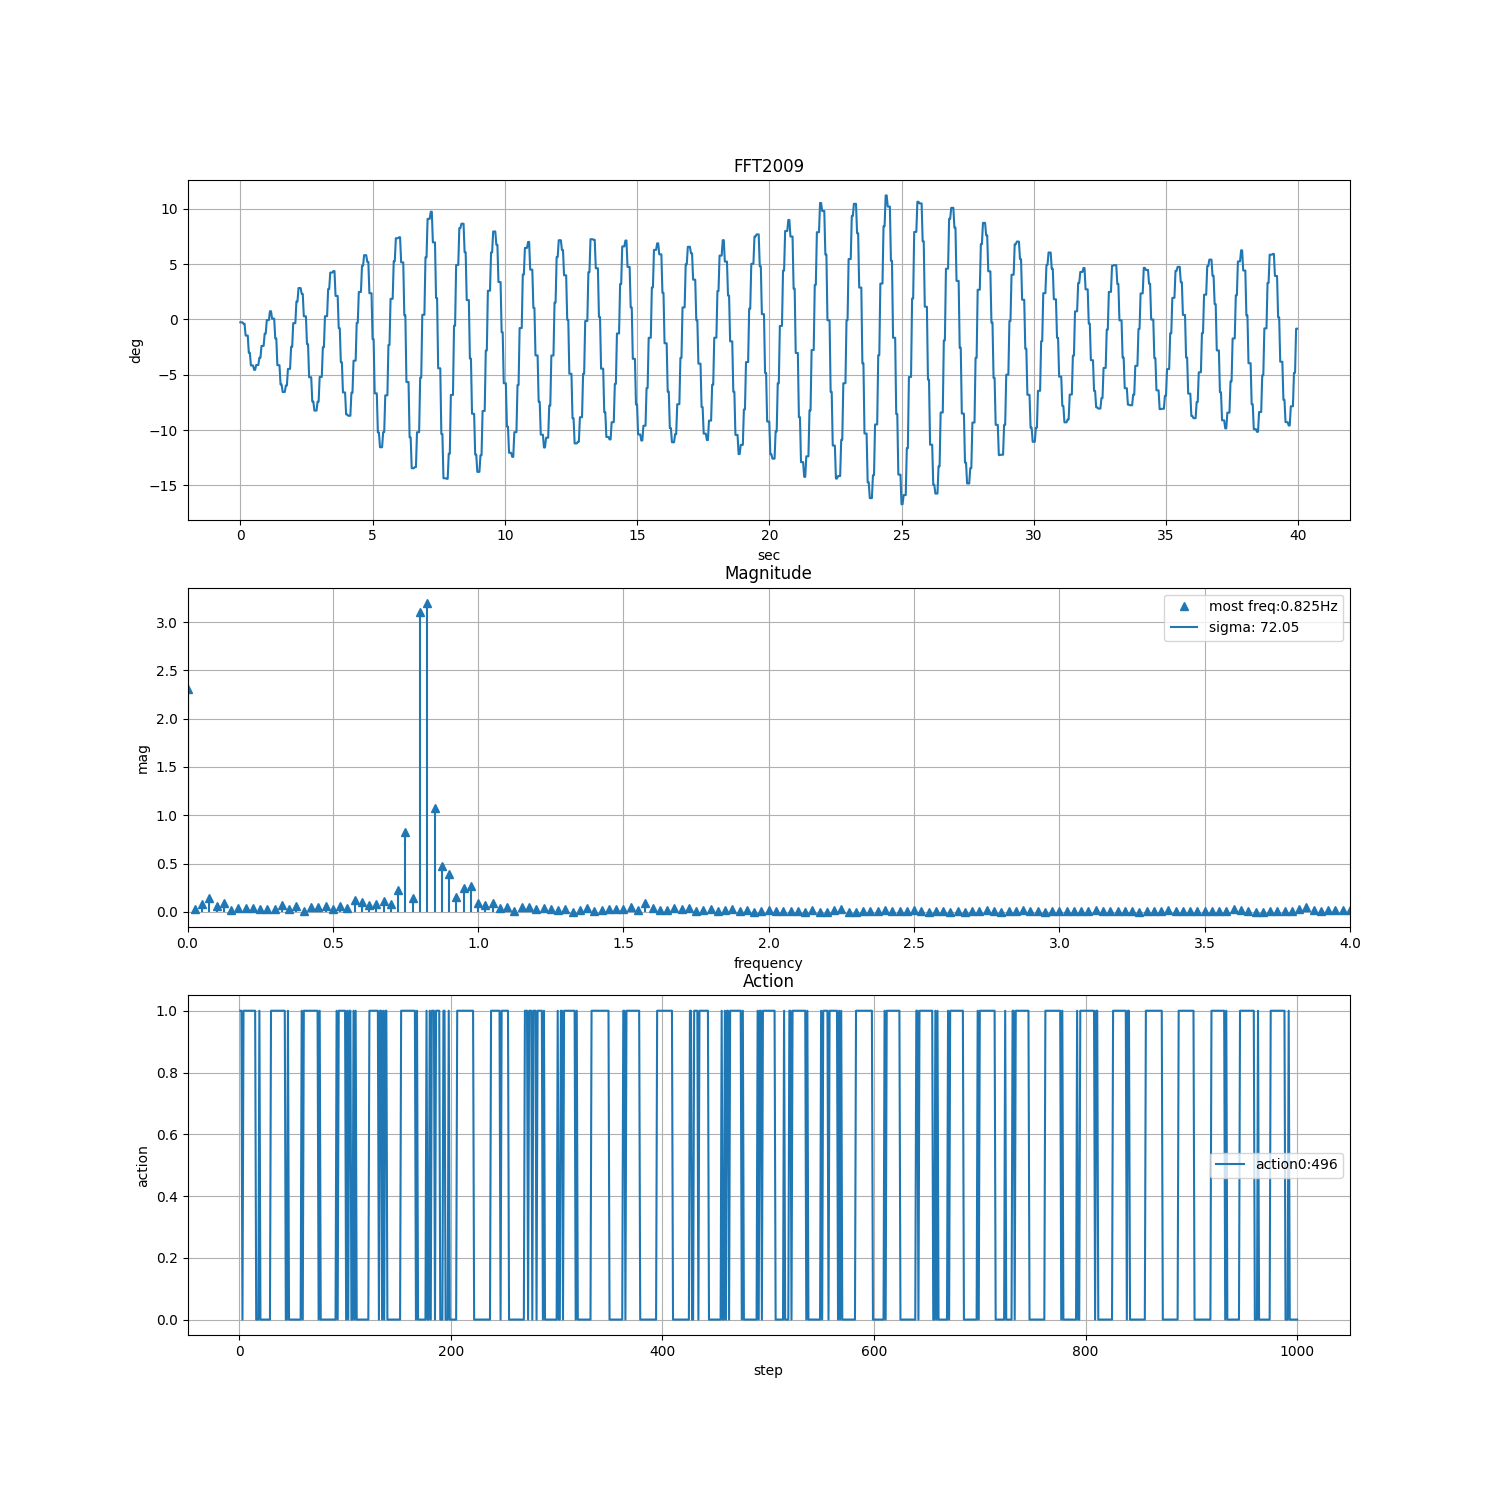 FFT2009
10
5
0
−5
−10
−15
deg
0 5 10 15 20 25 30 35 40
sec
Magnitude
most freq:0.825Hz
sigma: 72.05
3.0
2.5
2.0
1.5
1.0
0.5
0.0
mag
0.0 0.5 1.0 1.5 2.0 2.5 3.0 3.5 4.0
frequency
Action
1.0
0.8
0.6
0.4
0.2
0.0
action
action0:496
0 200 400 600 800 1000
step